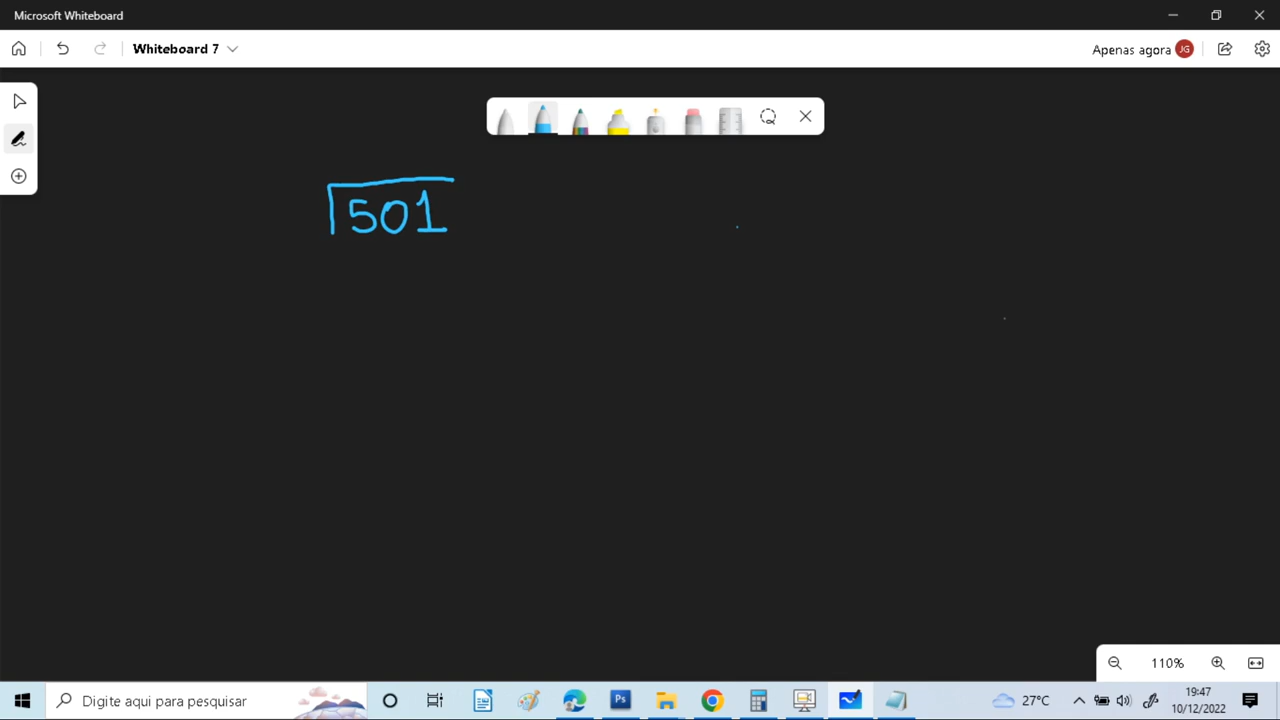 Microsoft Whiteboard
Whiteboard 7
Apenas agora JG
501
110%
Digite aqui para pesquisar
27°C
19:47
10/12/2022